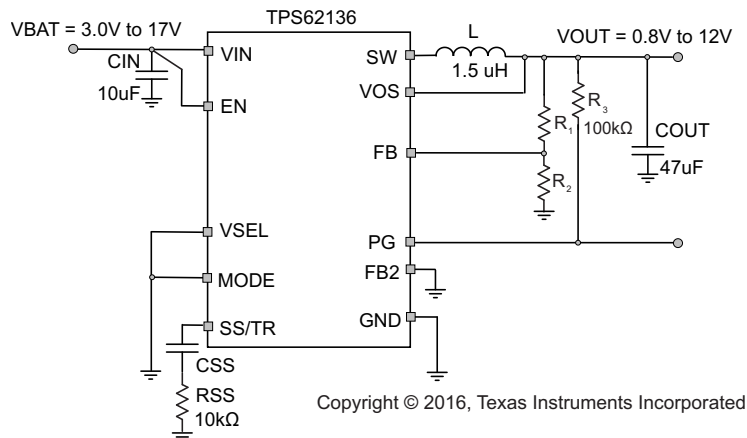 TPS62136
VBAT = 3.0V to 17V
VIN
SW
L
VOUT = 0.8V to 12V
CIN
1.5 uH
10uF
EN
VOS
R1
R3
100kΩ
COUT
47uF
FB
R2
VSEL
PG
MODE
FB2
SS/TR
GND
CSS
RSS
10kΩ
Copyright © 2016, Texas Instruments Incorporated